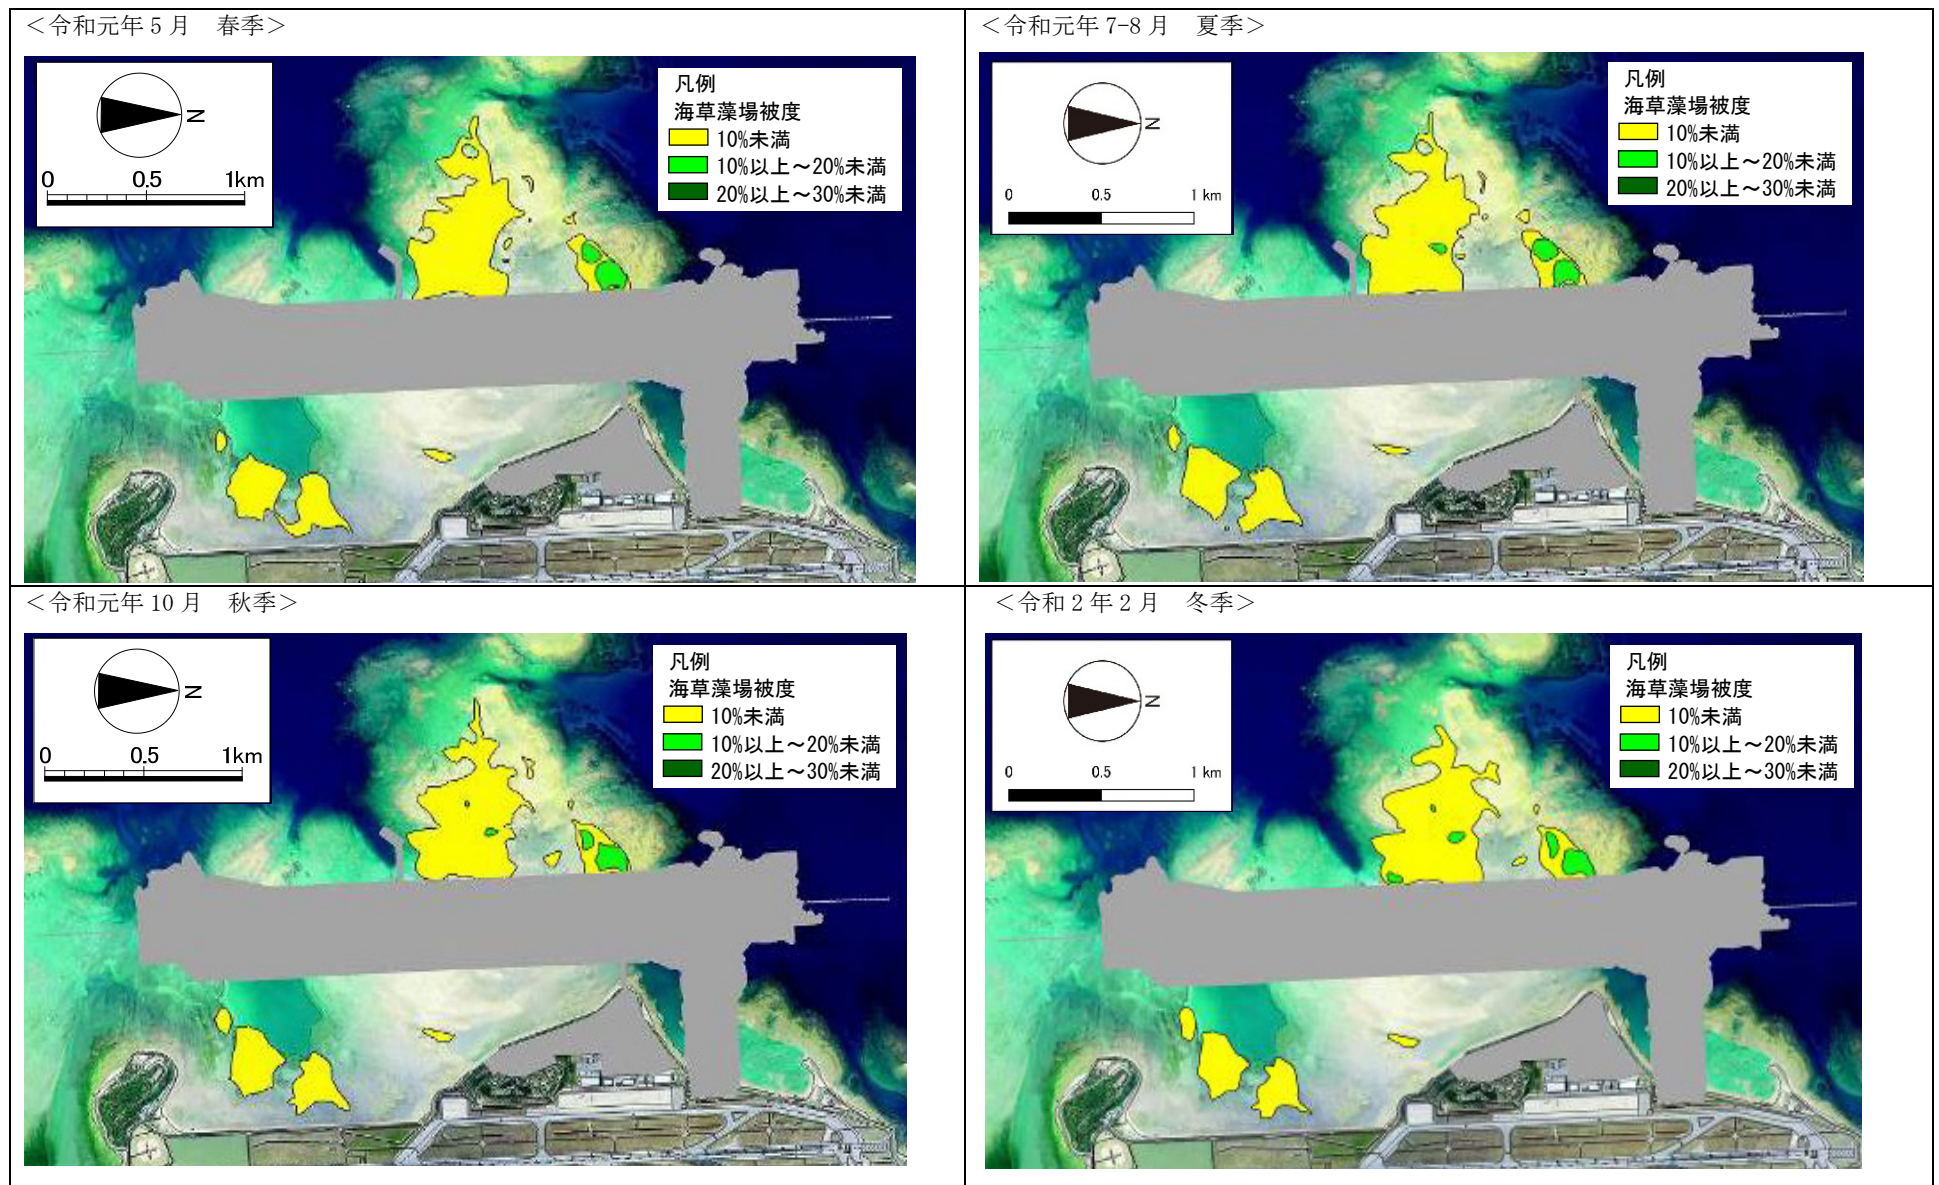 ＜令和元年5月　春季＞
N
0 0.5 1km
凡例
海草藻場被度
10%未満
10%以上～20%未満
20%以上～30%未満
＜令和元年7-8月　夏季＞
N
0 0.5 1 km
凡例
海草藻場被度
10%未満
10%以上～20%未満
20%以上～30%未満
＜令和元年10月　秋季＞
N
0 0.5 1km
凡例
海草藻場被度
10%未満
10%以上～20%未満
20%以上～30%未満
＜令和2年2月　冬季＞
N
0 0.5 1 km
凡例
海草藻場被度
10%未満
10%以上～20%未満
20%以上～30%未満